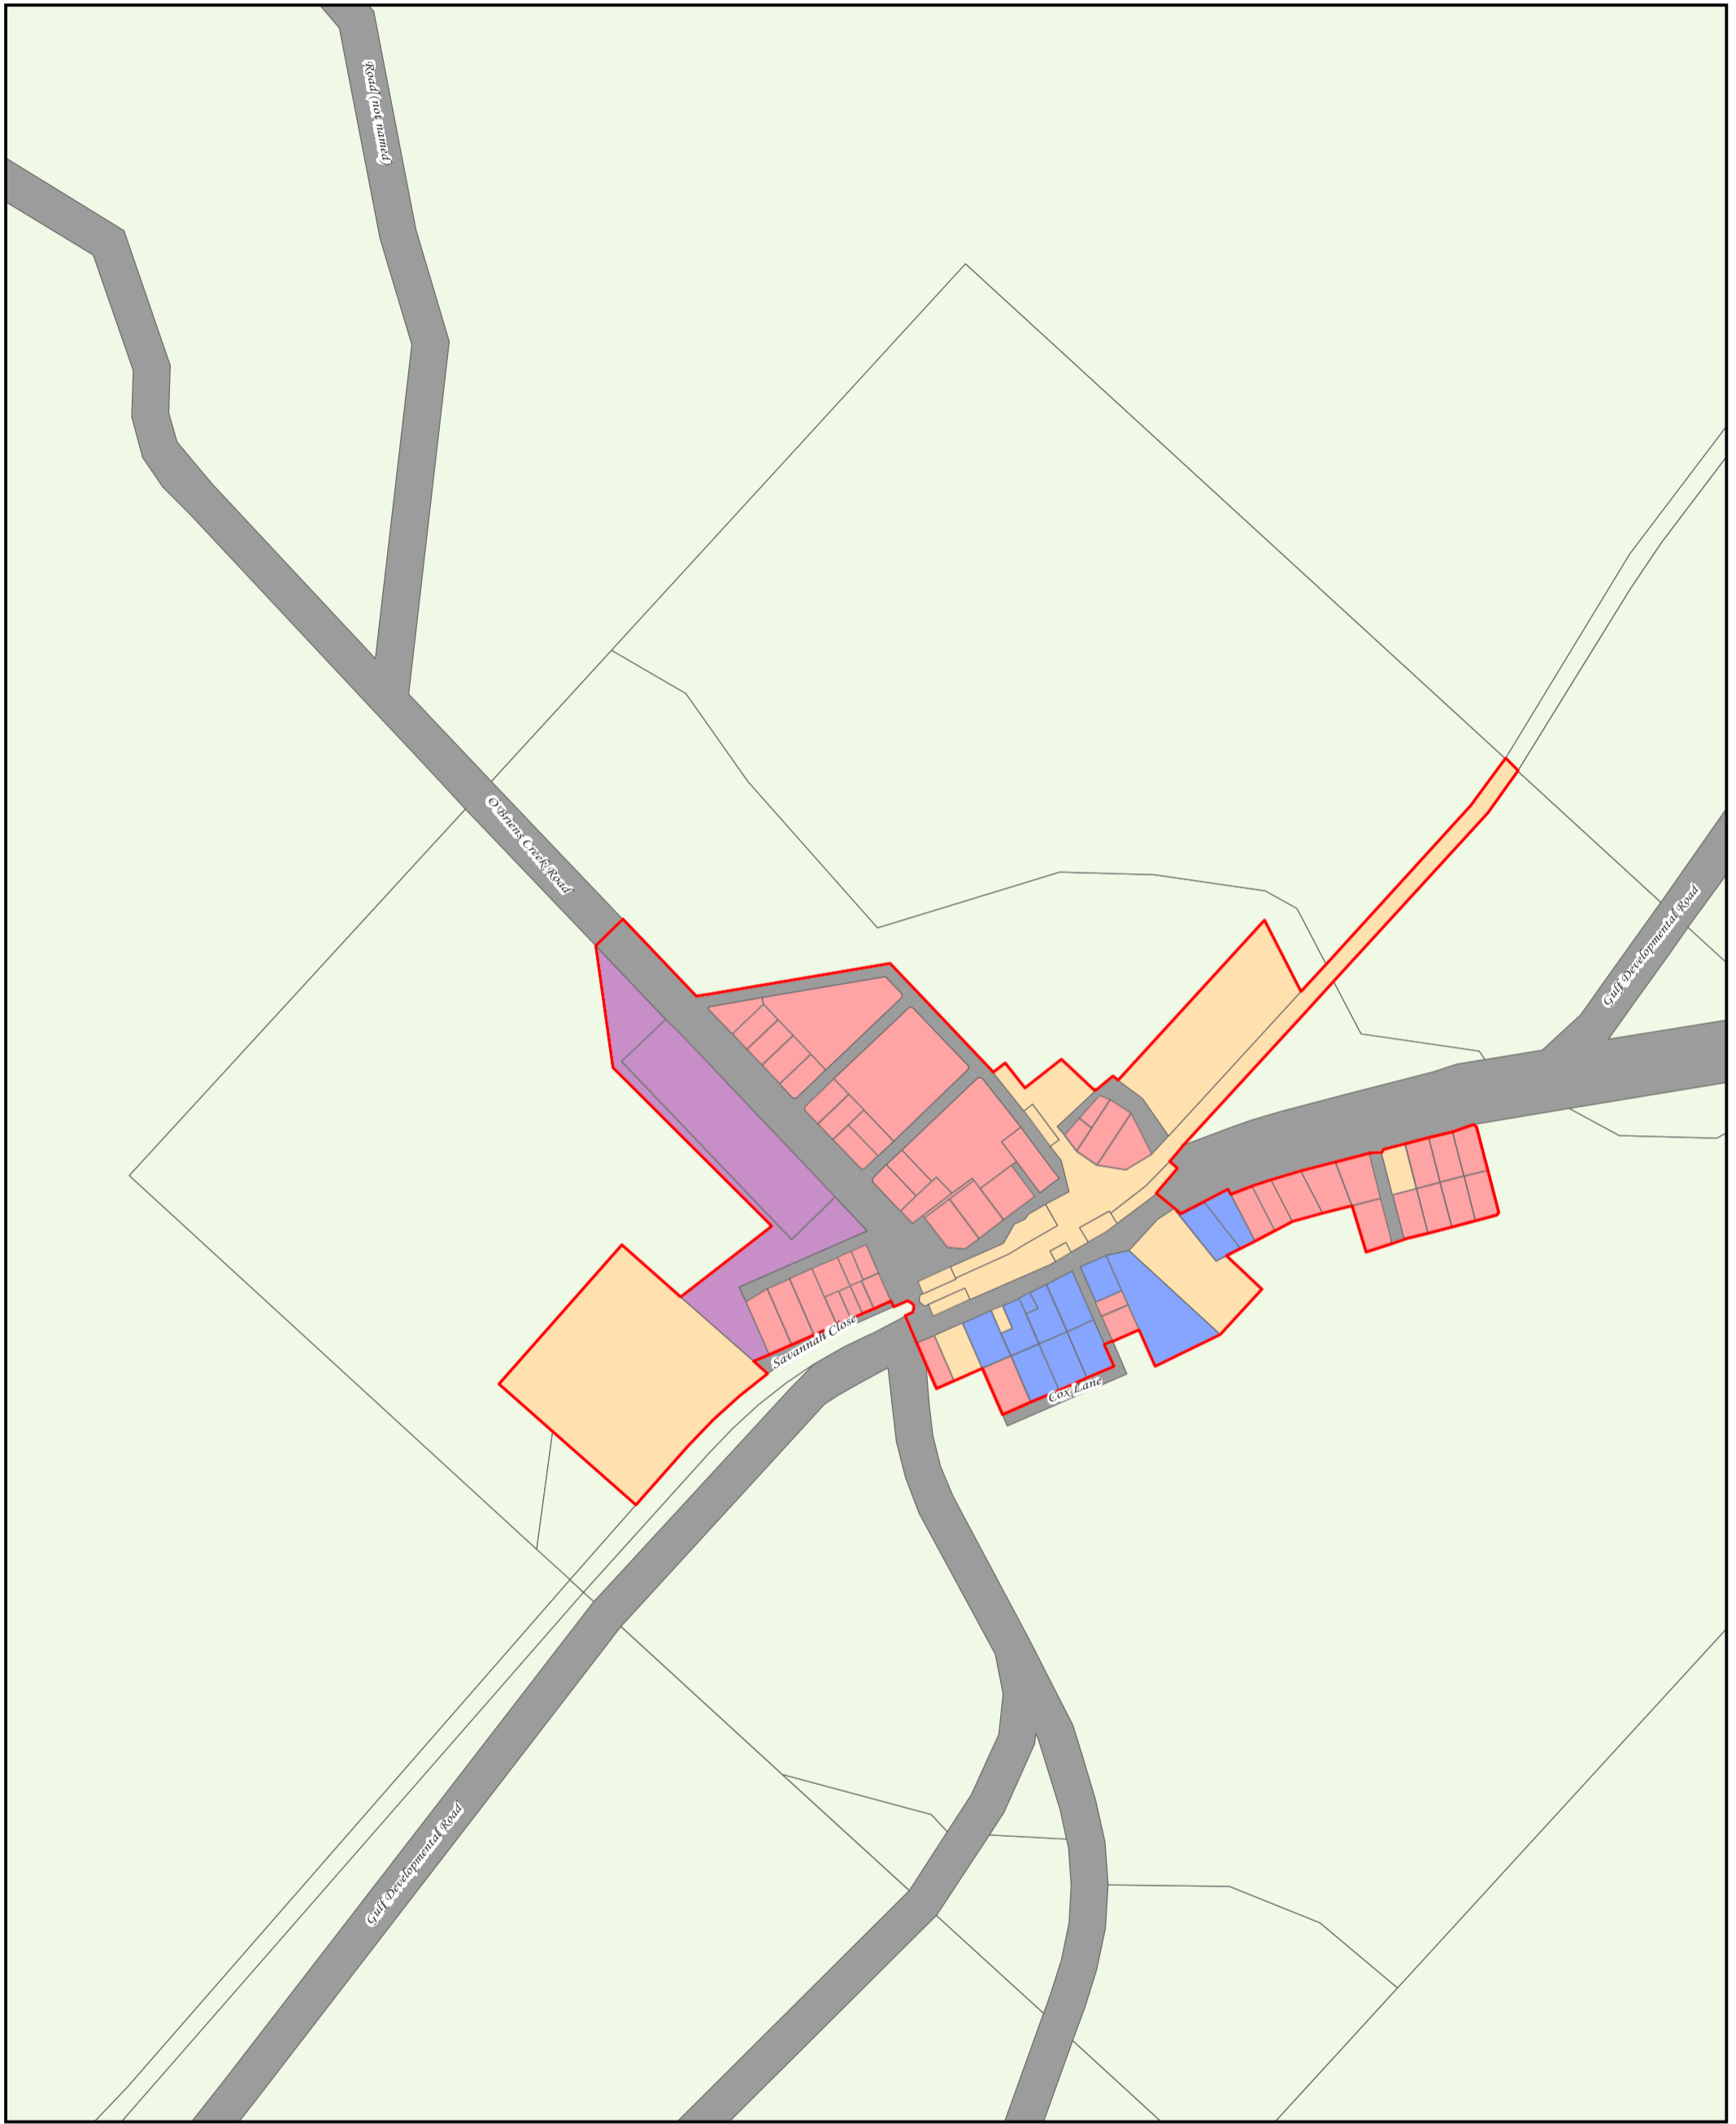 Road (not named)
O'Briens Creek Road
Gulf Developmental Road
Savannah Close
Cox Lane
Gulf Developmental Road